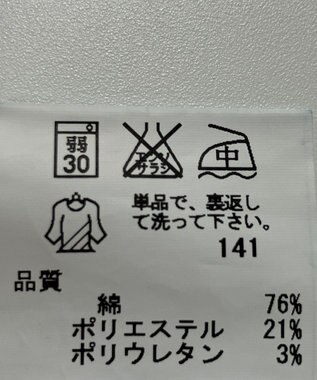 弱
30
エンソ
サラシ
中
単品で、裏返し
て洗って下さい。
141
品質
綿 76%
ポリエステル 21%
ポリウレタン 3%